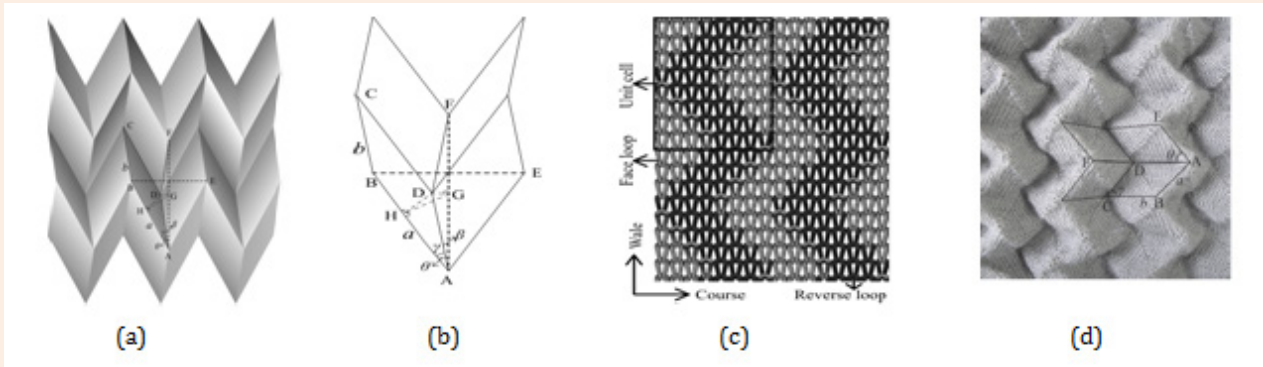 C
F
b
B
E
D
G
H
a
β
γ
θ
A
C
F
b
B
E
D
G
H
a
β
γ
θ
A
Unit cell
Face loop
Wale
Course
Reverse loop
E
F
D
θ
A
a
C
b
B
(a)
(b)
(c)
(d)